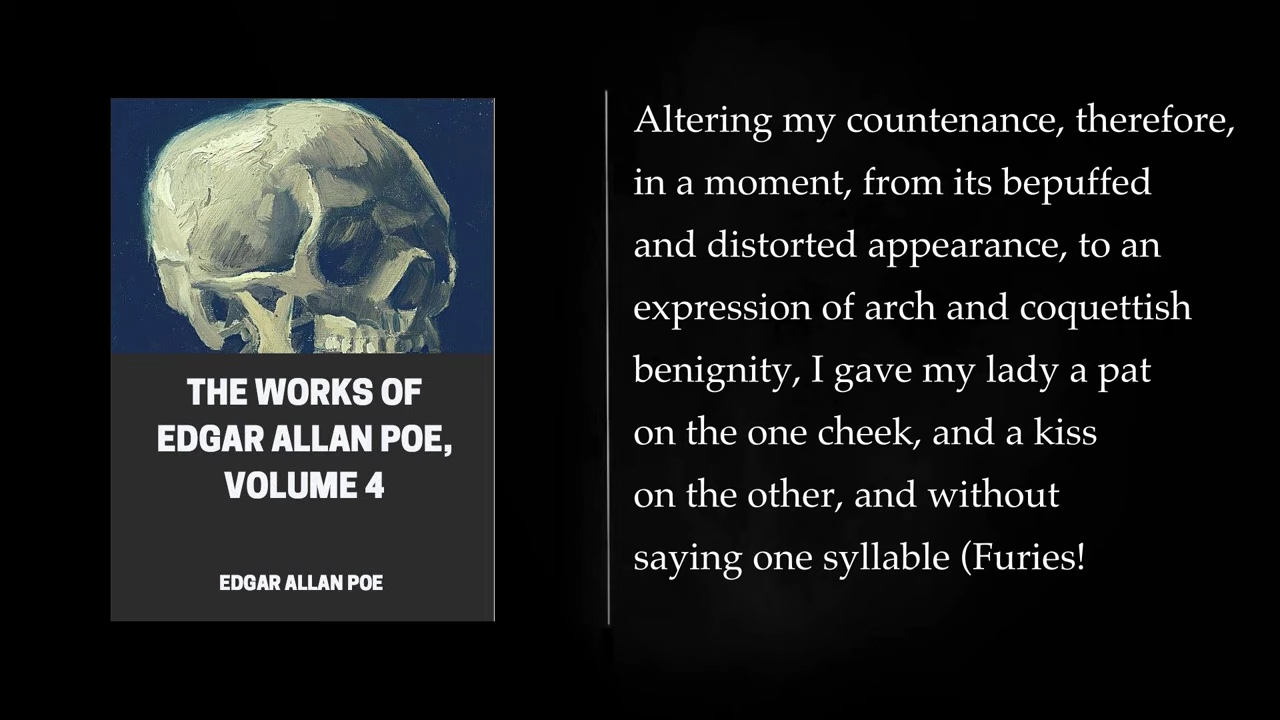 THE WORKS OF
EDGAR ALLAN POE,
VOLUME 4
EDGAR ALLAN POE
Altering my countenance, therefore,
in a moment, from its bepuffed
and distorted appearance, to an
expression of arch and coquettish
benignity, I gave my lady a pat
on the one cheek, and a kiss
on the other, and without
saying one syllable (Furies!